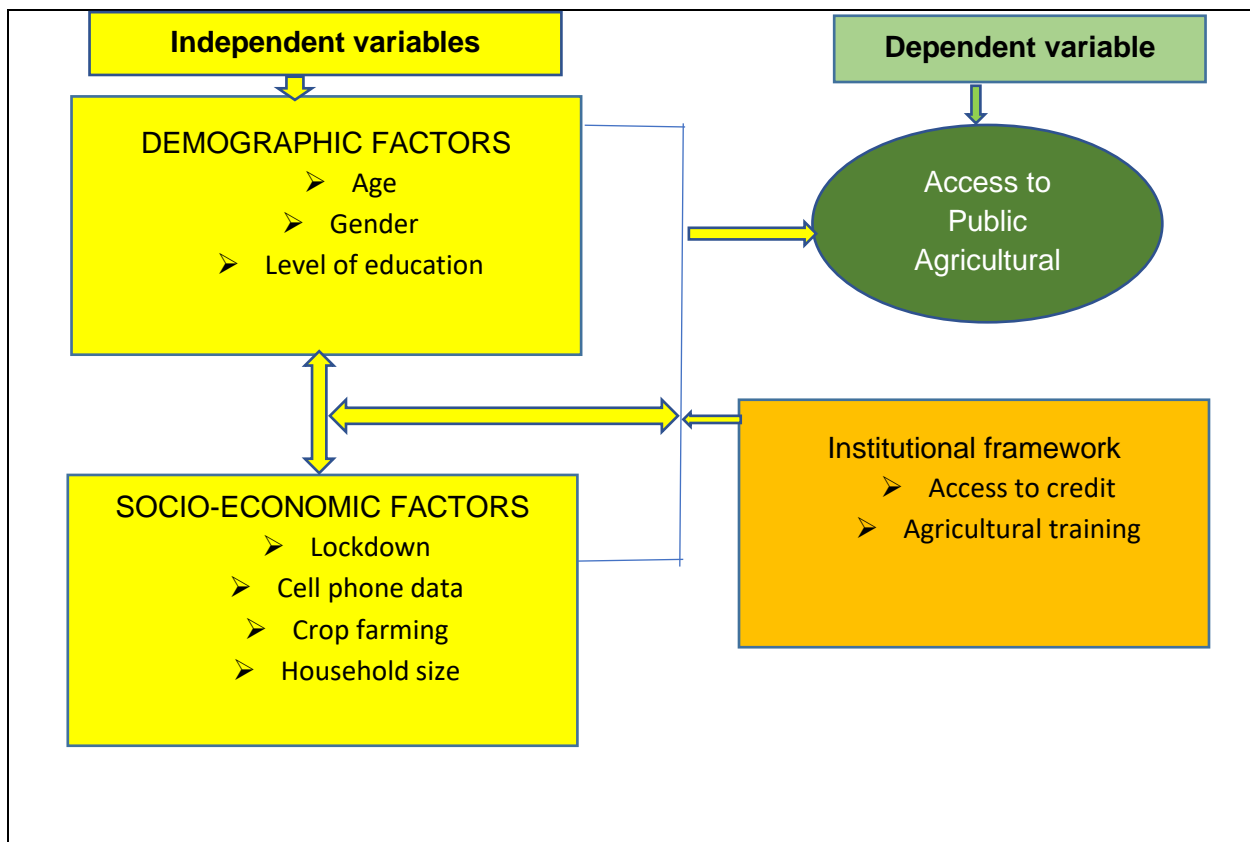 Independent variables
Dependent variable
DEMOGRAPHIC FACTORS
➢ Age
➢ Gender
➢ Level of education
Access to
Public
Agricultural
SOCIO-ECONOMIC FACTORS
➢ Lockdown
➢ Cell phone data
➢ Crop farming
➢ Household size
Institutional framework
➢ Access to credit
➢ Agricultural training